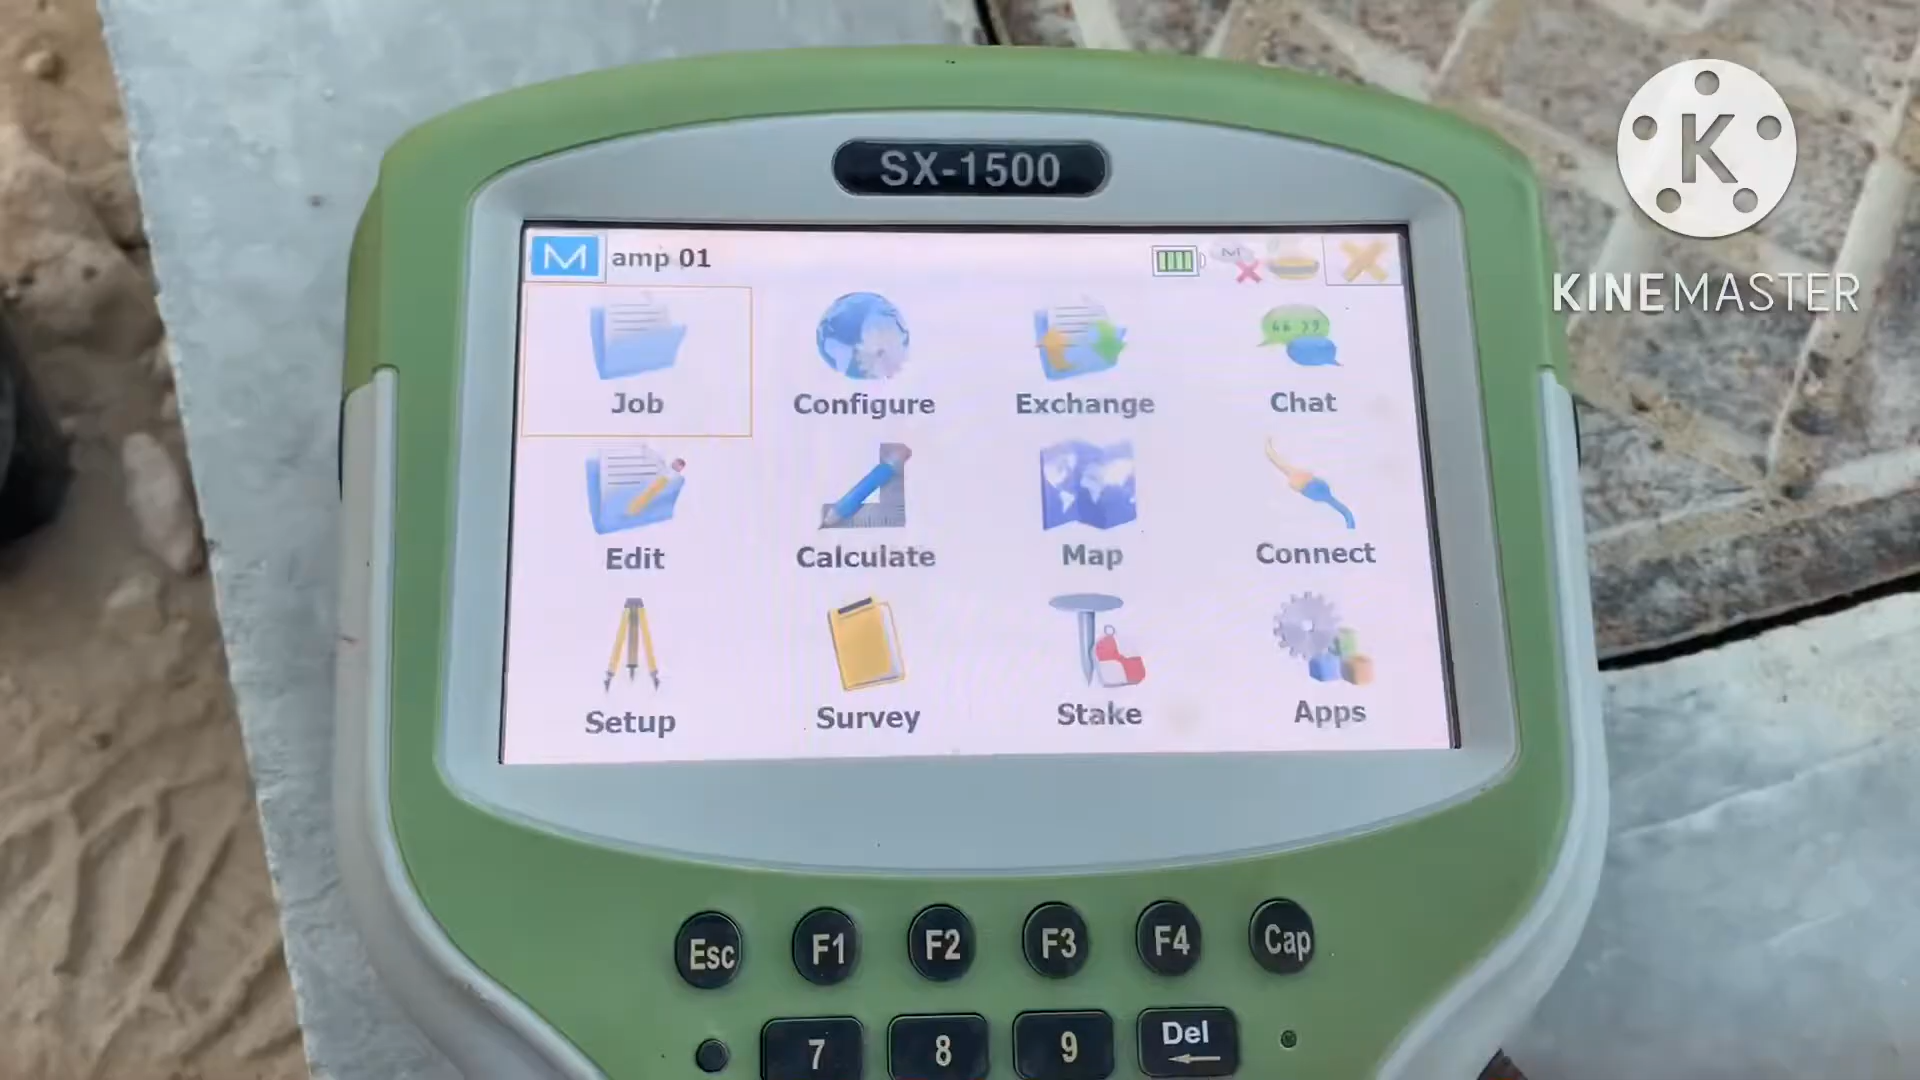 SX-1500
K
KINEMASTER
M amp 01
Job Configure Exchange Chat
Edit Calculate Map Connect
Setup Survey Stake Apps
Esc F1 F2 F3 F4 Cap
7 8 9 Del